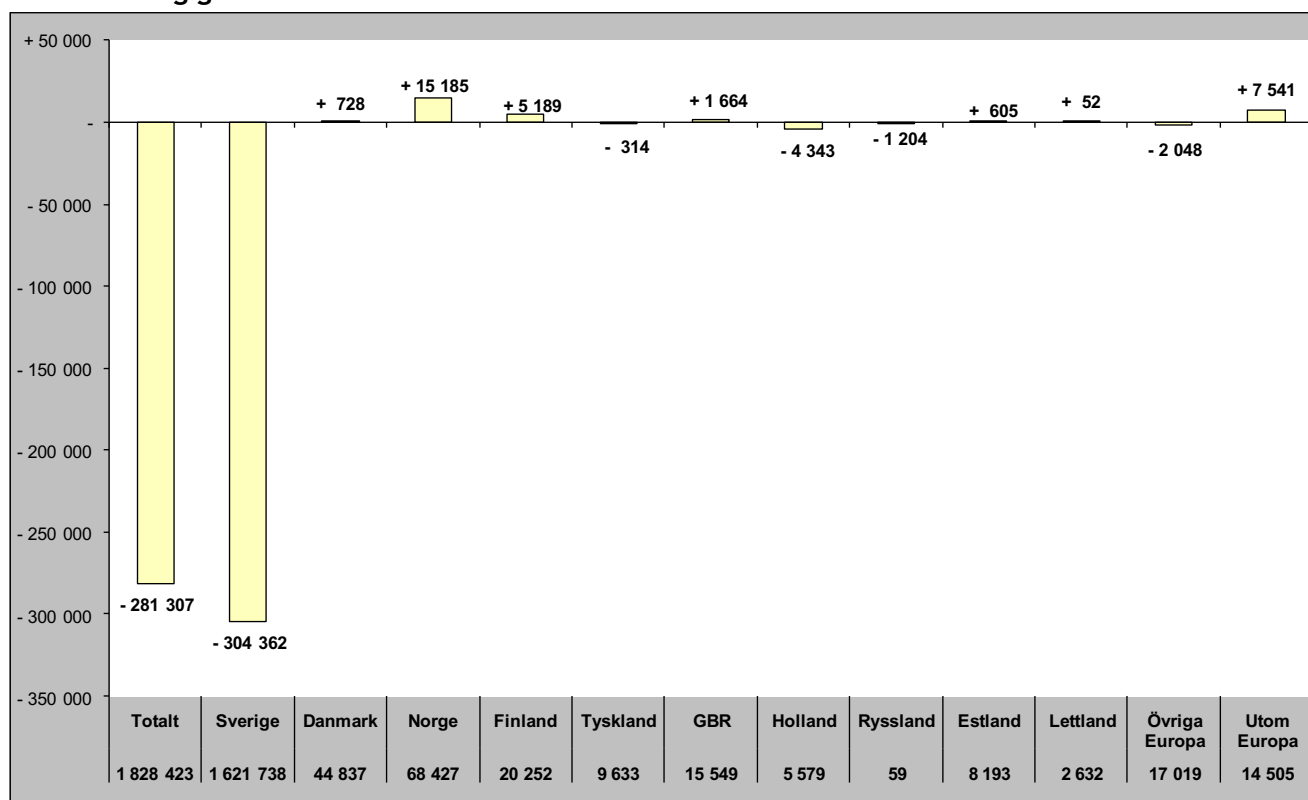 + 50 000
-
- 50 000
- 100 000
- 150 000
- 200 000
- 250 000
- 300 000
- 350 000
- 281 307
- 304 362
+ 728
+ 15 185
+ 5 189
- 314
+ 1 664
- 4 343
- 1 204
+ 605
+ 52
- 2 048
+ 7 541
Totalt Sverige Danmark Norge Finland Tyskland GBR Holland Ryssland Estland Lettland Övriga Europa Utom Europa
1 828 423 1 621 738 44 837 68 427 20 252 9 633 15 549 5 579 59 8 193 2 632 17 019 14 505